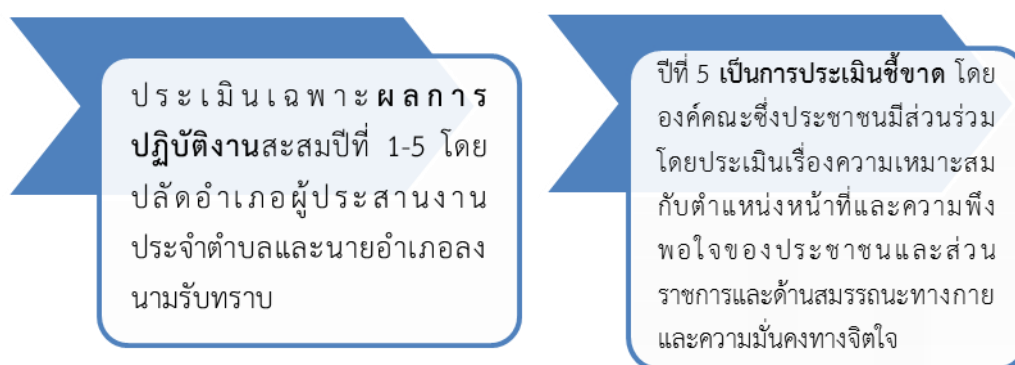 ประเมินเฉพาะผลการ
ปฏิบัติงานสะสมปีที่ 1-5 โดย
ปลัดอำเภอผู้ประสานงาน
ประจำตำบลและนายอำเภอลง
นามรับทราบ
ปีที่ 5 เป็นการประเมินชี้ขาด โดย
องค์คณะซึ่งประชาชนมีส่วนร่วม
โดยประเมินเรื่องความเหมาะสม
กับตำแหน่งหน้าที่และความพึง
พอใจของประชาชนและส่วน
ราชการและด้านสมรรถนะทางกาย
และความมั่นคงทางจิตใจ